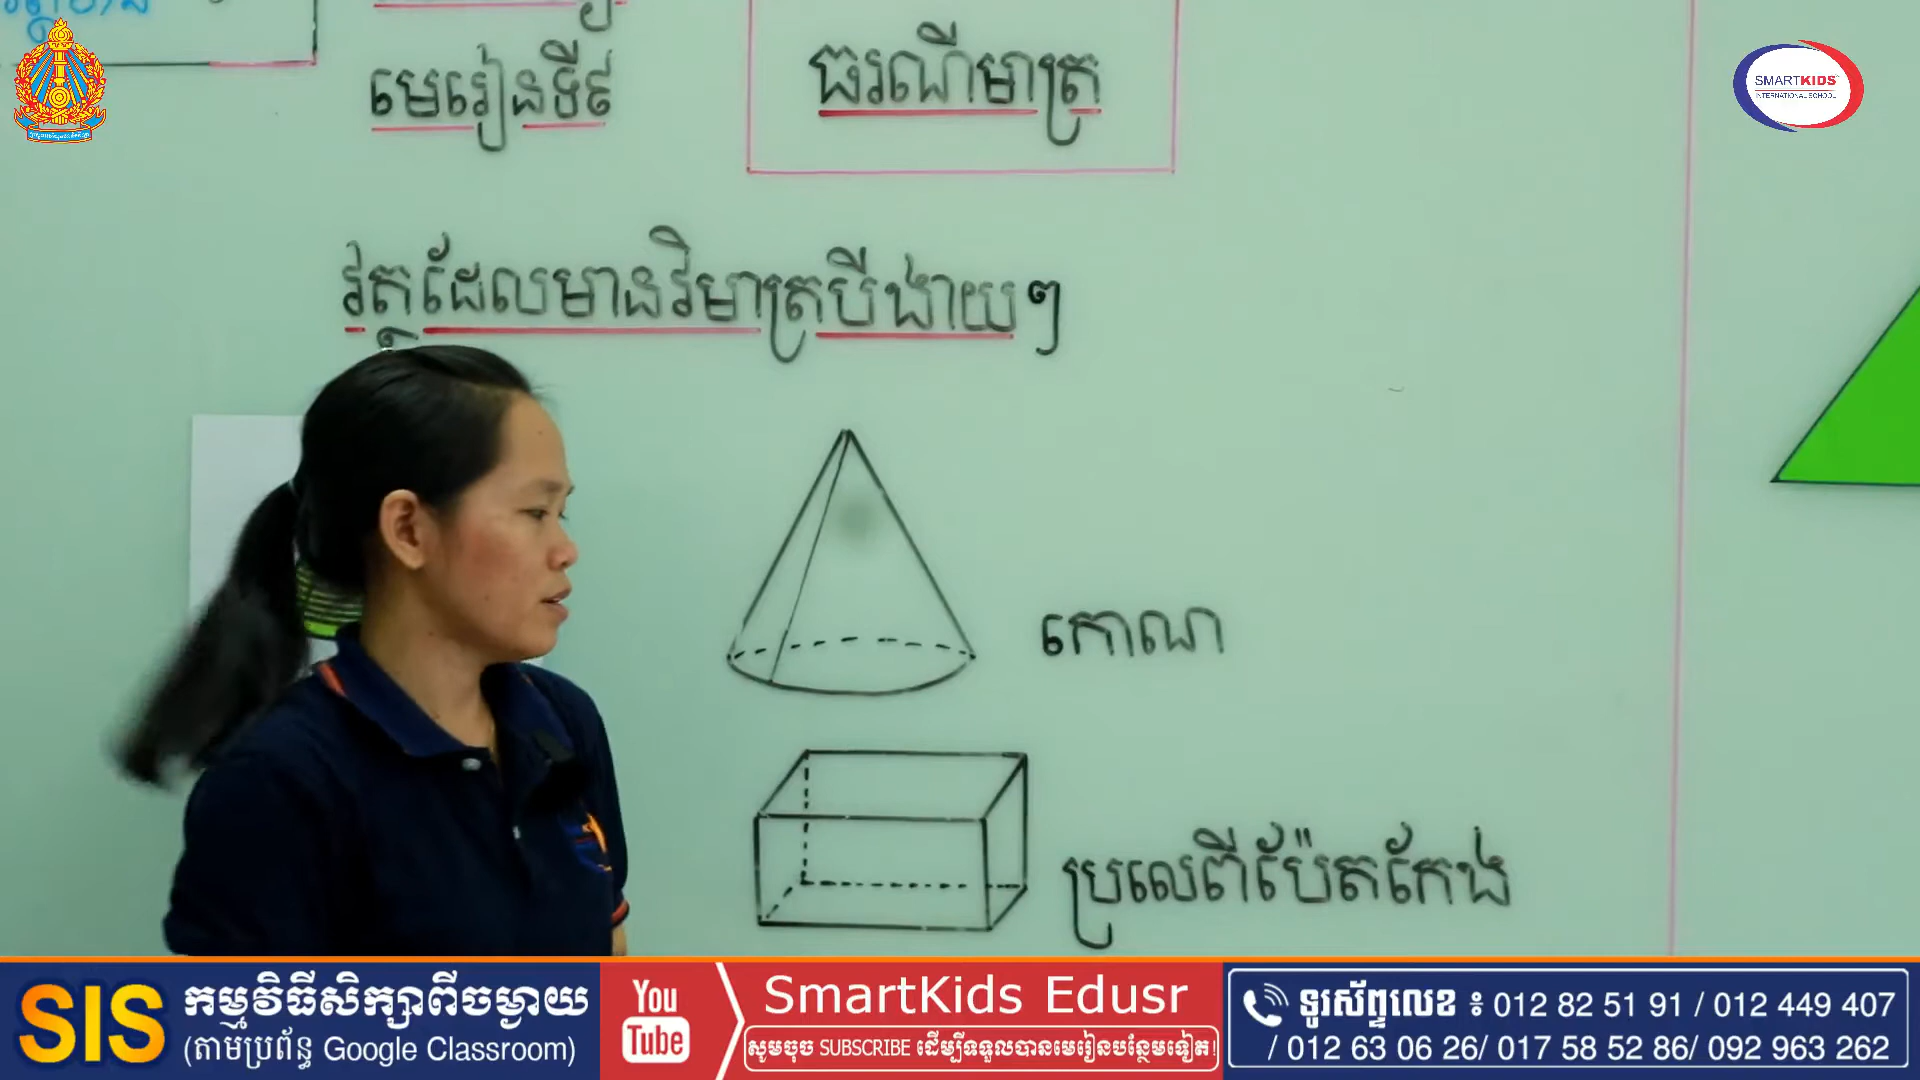 មេរៀនទី៩
ធរណីមាត្រ
SMARTKIDS
INTERNATIONAL SCHOOL
វត្ថុដែលមានវិមាត្របីងាយៗ
កោណ
ប្រលេពីប៉ែតកែង
SIS
កម្មវិធីសិក្សាពីចម្ងាយ
(តាមប្រព័ន្ធ Google Classroom)
You
Tube
SmartKids Edusr
សូមចុច SUBSCRIBE ដើម្បីទទួលបានមេរៀនបន្ថែមទៀត!
ទូរស័ព្ទលេខ ៖ 012 82 51 91 / 012 449 407
/ 012 63 06 26/ 017 58 52 86/ 092 963 262